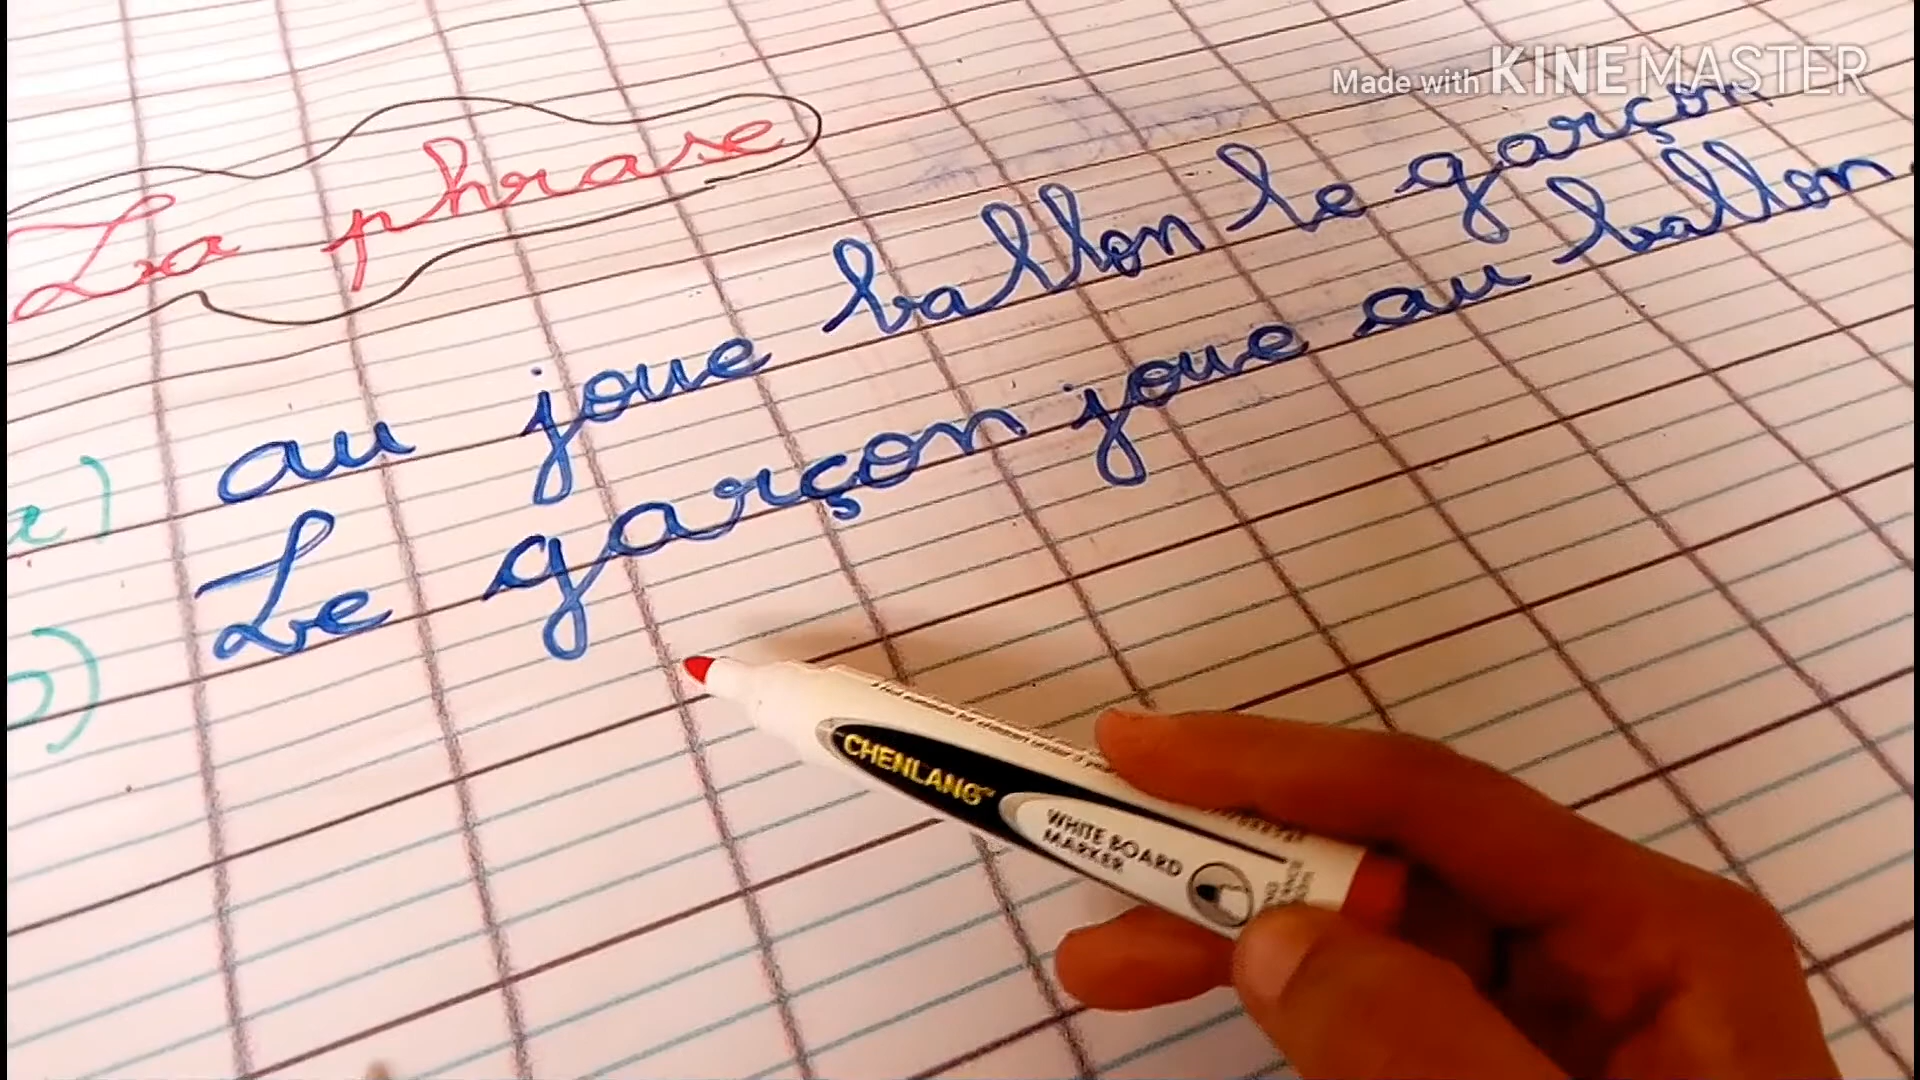 Made with KINEMASTER
La phrase
au joue ballon le garçon
Le garçon joue au ballon.
CHENLANG
WHITE BOARD
MARKER